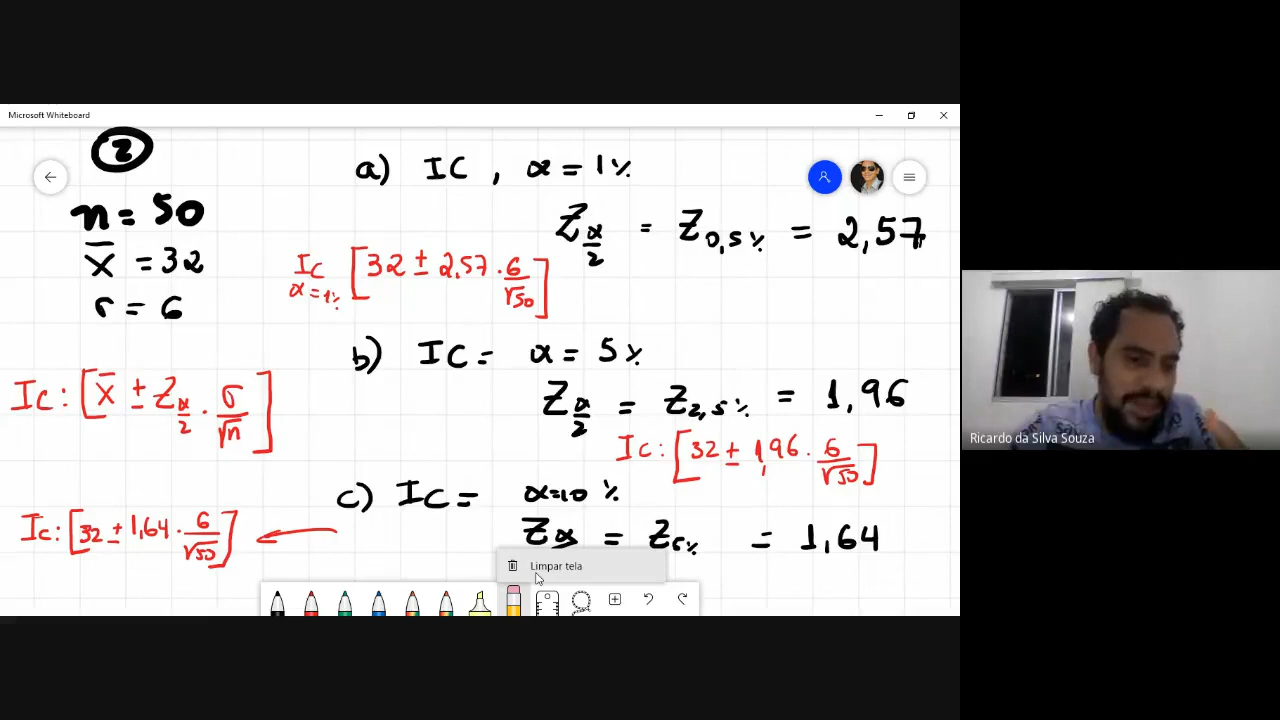 Microsoft Whiteboard
2
n = 50
x̄ = 32
σ = 6
IC : [x̄ ± Z α/2 · σ/√n]
a) IC , α = 1%
Z α/2 = Z 0,5% = 2,57
IC α = 1% [32 ± 2,57 · 6/√50]
b) IC = α = 5%
Z α/2 = Z 2,5% = 1,96
IC : [32 ± 1,96 · 6/√50]
c) IC = α=10 %
Z α = Z 5% = 1,64
IC : [32 ± 1,64 · 6/√50]
Limpar tela
Ricardo da Silva Souza